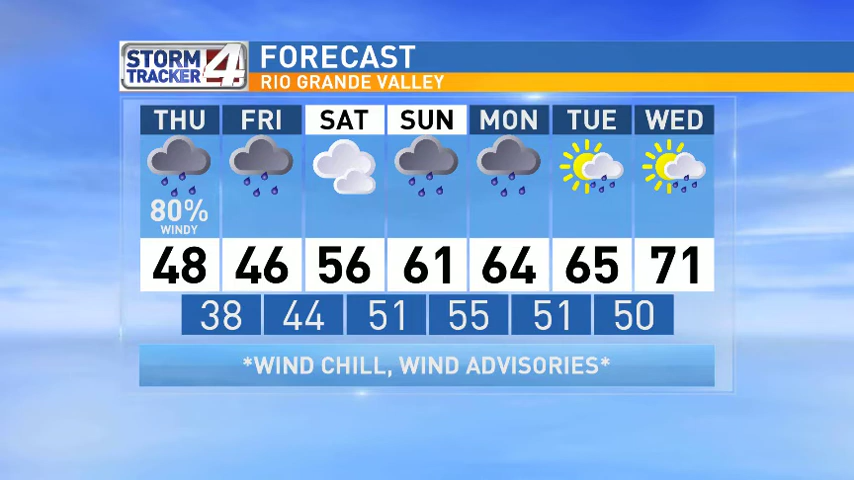 STORM
TRACKER
4
FORECAST
RIO GRANDE VALLEY
THU FRI SAT SUN MON TUE WED
80%
WINDY
48 46 56 61 64 65 71
38 44 51 55 51 50
*WIND CHILL, WIND ADVISORIES*